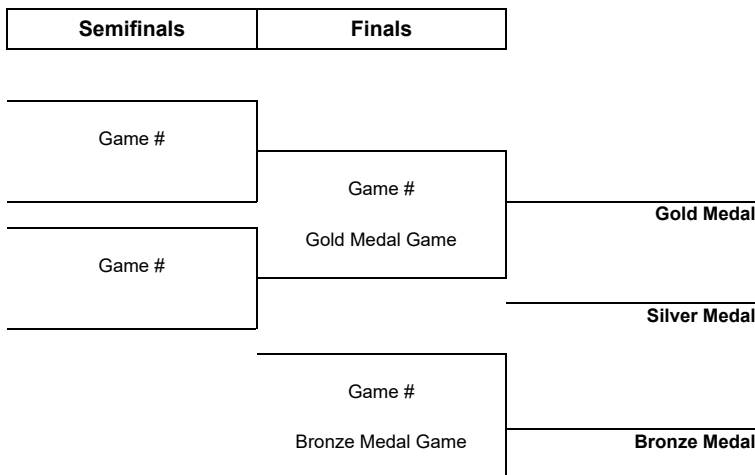 Semifinals Finals
Game #
Game #
Gold Medal
Gold Medal Game
Game #
Silver Medal
Game #
Bronze Medal Game Bronze Medal